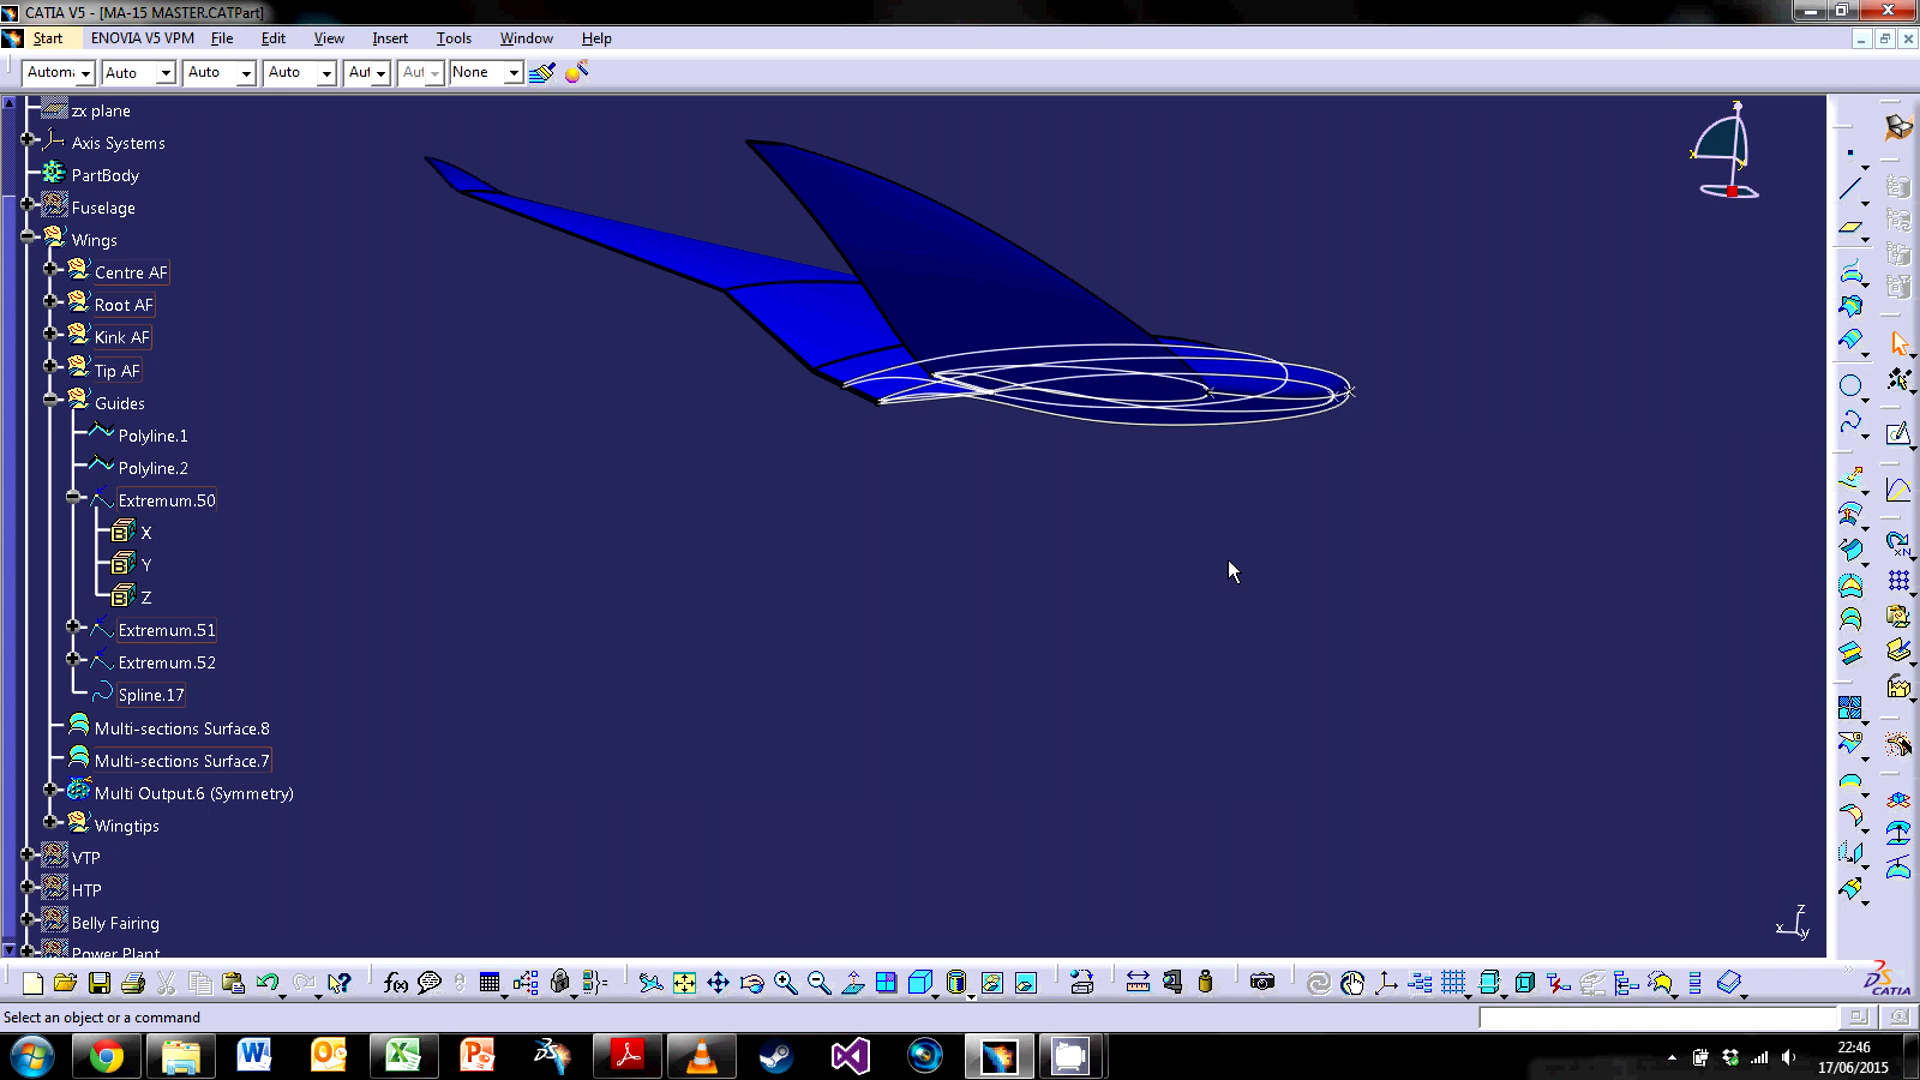 CATIA V5 - [MA-15 MASTER.CATPart]
Start ENOVIA V5 VPM File Edit View Insert Tools Window Help
Auto Auto Auto Aut Aut None
zx plane
Axis Systems
PartBody
Fuselage
Wings
Centre AF
Root AF
Kink AF
Tip AF
Guides
Polyline.1
Polyline.2
Extremum.50
X
Y
Z
Extremum.51
Extremum.52
Spline.17
Multi-sections Surface.8
Multi-sections Surface.7
Multi Output.6 (Symmetry)
Wingtips
VTP
HTP
Belly Fairing
Power Plant
z
x
y
CATIA
Select an object or a command
22:46
17/06/2015